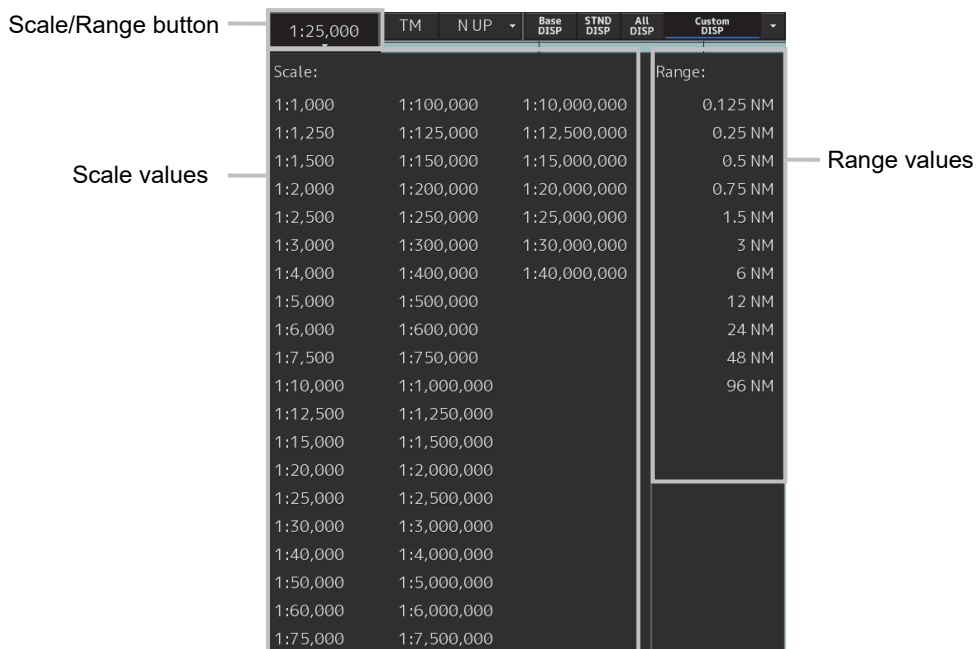 Scale/Range button
1:25,000 TM N UP Base DISP STND DISP All DISP Custom DISP
Scale: Range:
1:1,000 1:100,000 1:10,000,000 0.125 NM
1:1,250 1:125,000 1:12,500,000 0.25 NM
1:1,500 1:150,000 1:15,000,000 0.5 NM
Scale values
Range values
1:2,000 1:200,000 1:20,000,000 0.75 NM
1:2,500 1:250,000 1:25,000,000 1.5 NM
1:3,000 1:300,000 1:30,000,000 3 NM
1:4,000 1:400,000 1:40,000,000 6 NM
1:5,000 1:500,000 12 NM
1:6,000 1:600,000 24 NM
1:7,500 1:750,000 48 NM
1:10,000 1:1,000,000 96 NM
1:12,500 1:1,250,000
1:15,000 1:1,500,000
1:20,000 1:2,000,000
1:25,000 1:2,500,000
1:30,000 1:3,000,000
1:40,000 1:4,000,000
1:50,000 1:5,000,000
1:60,000 1:6,000,000
1:75,000 1:7,500,000